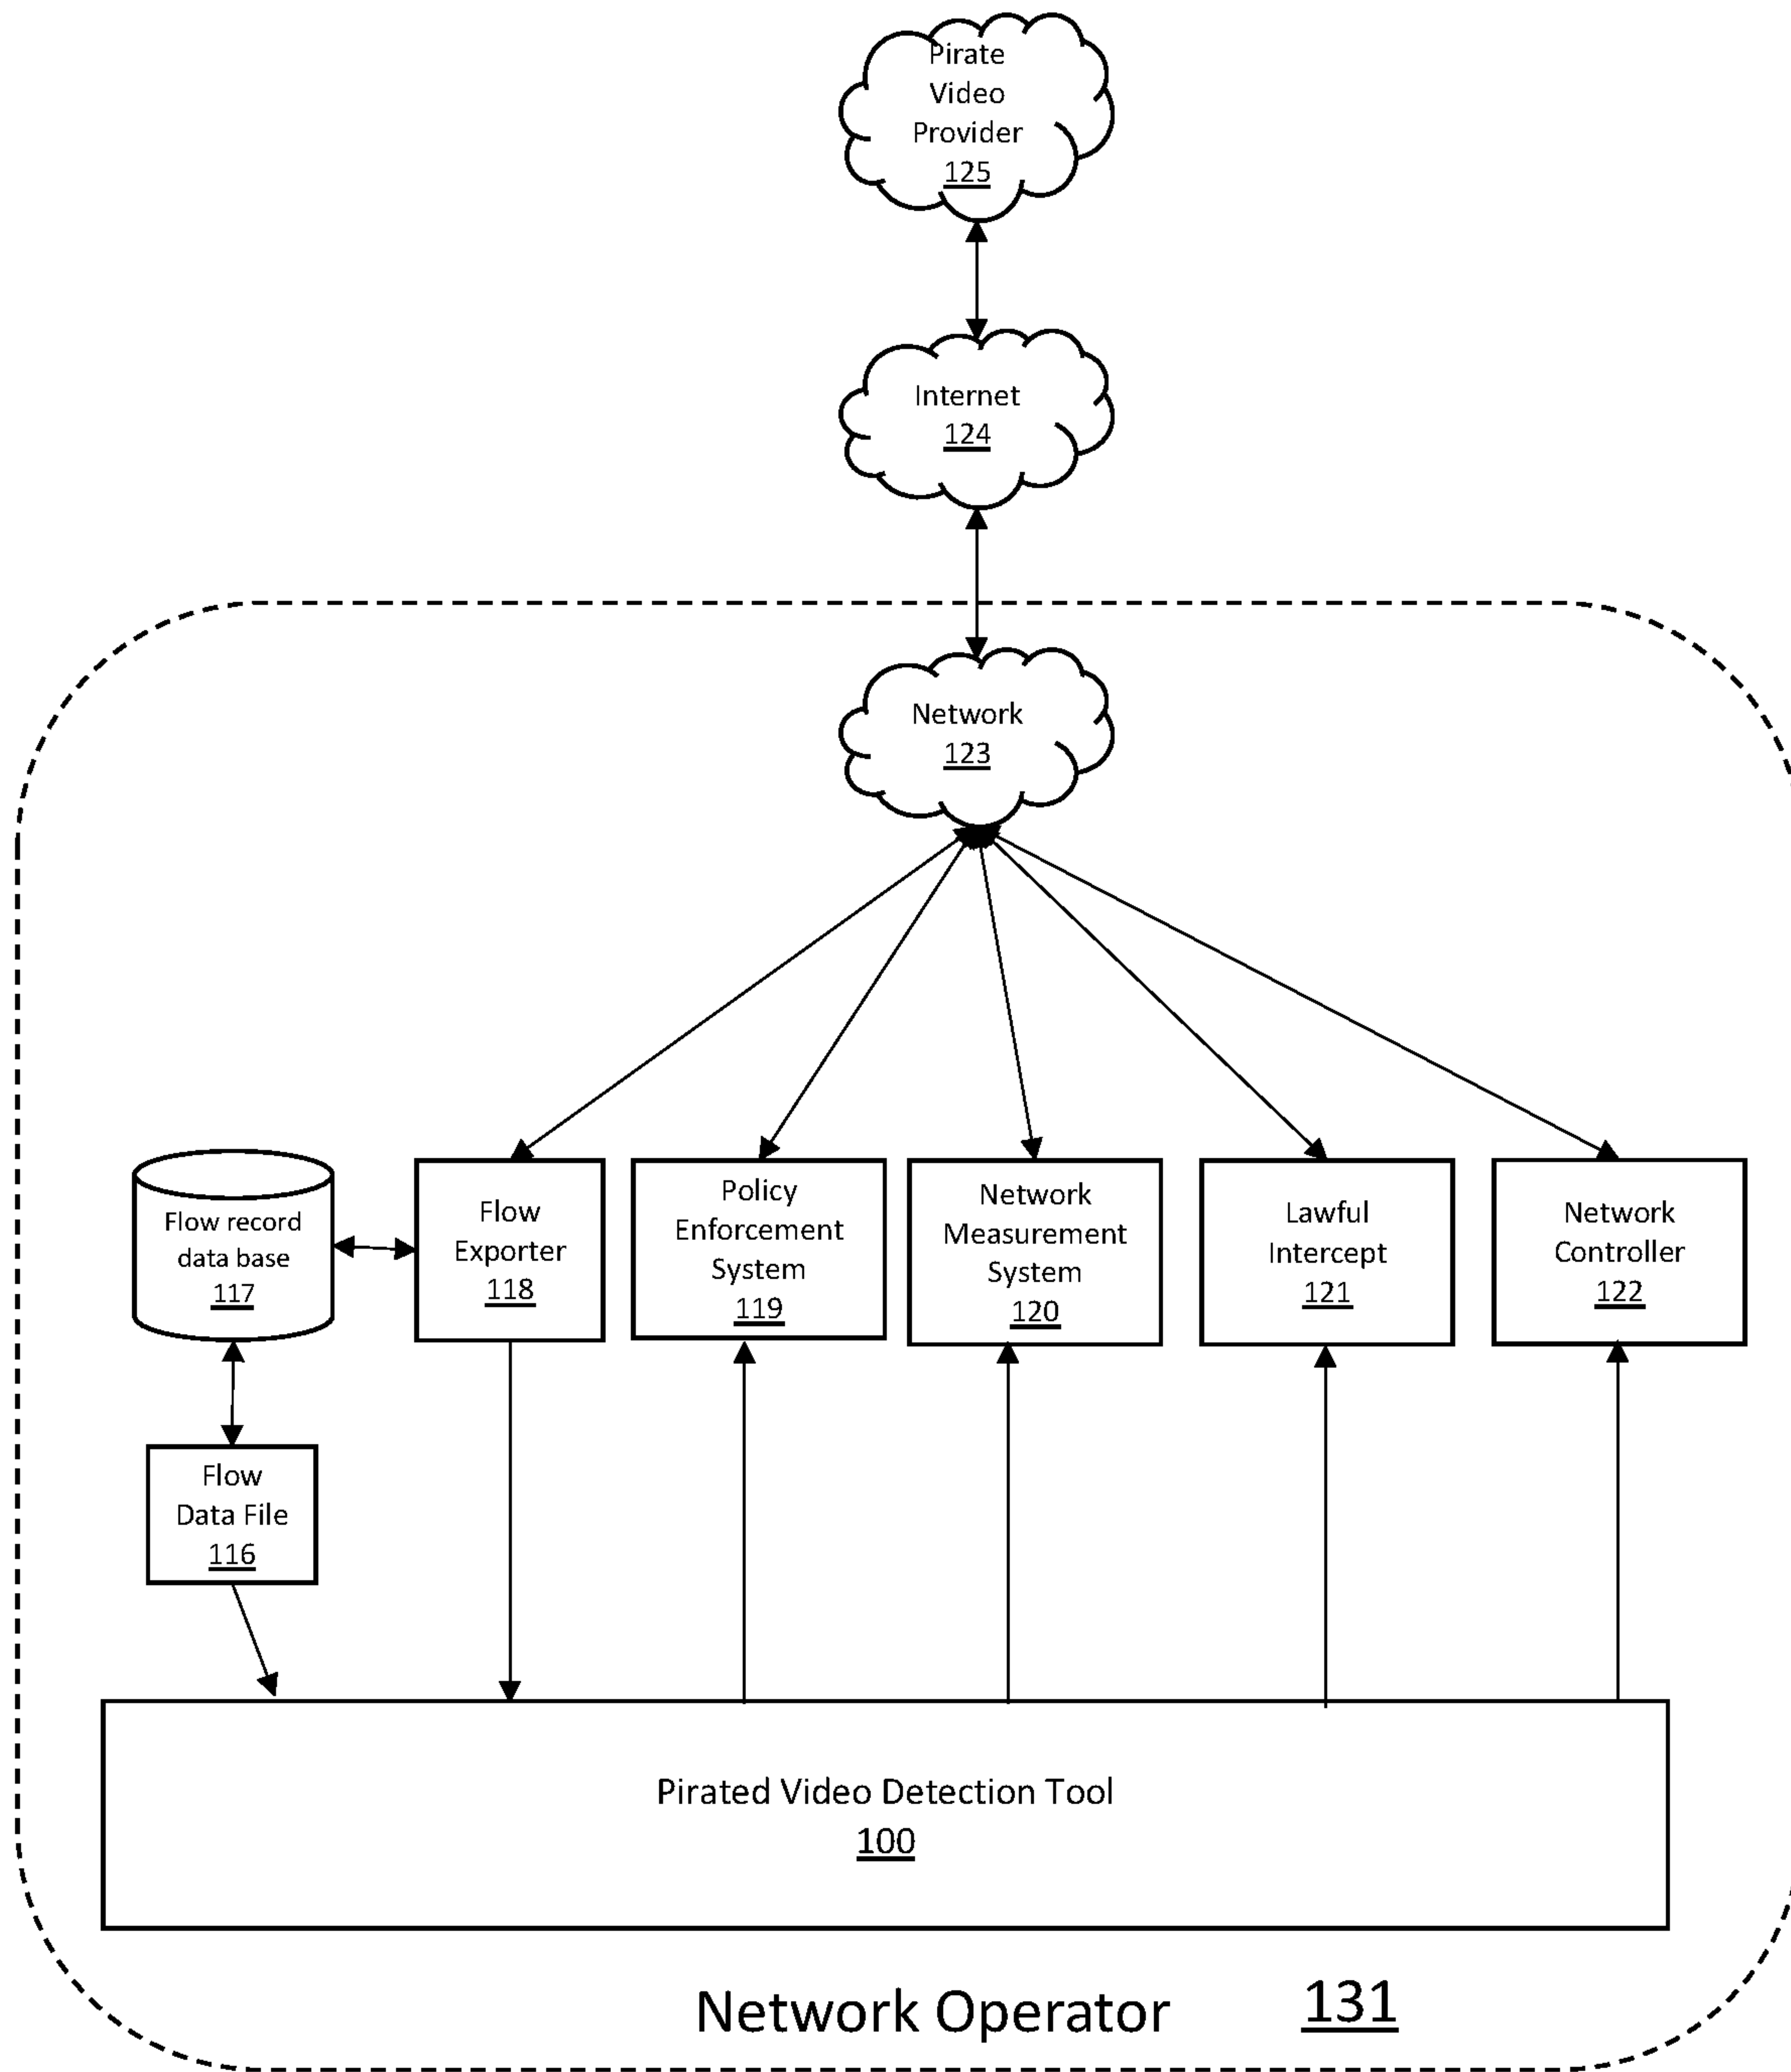 Pirate
Video
Provider
125
Internet
124
Network
123
Flow record
data base
117
Flow
Exporter
118
Policy
Enforcement
System
119
Network
Measurement
System
120
Lawful
Intercept
121
Network
Controller
122
Flow
Data File
116
Pirated Video Detection Tool
100
Network Operator 131